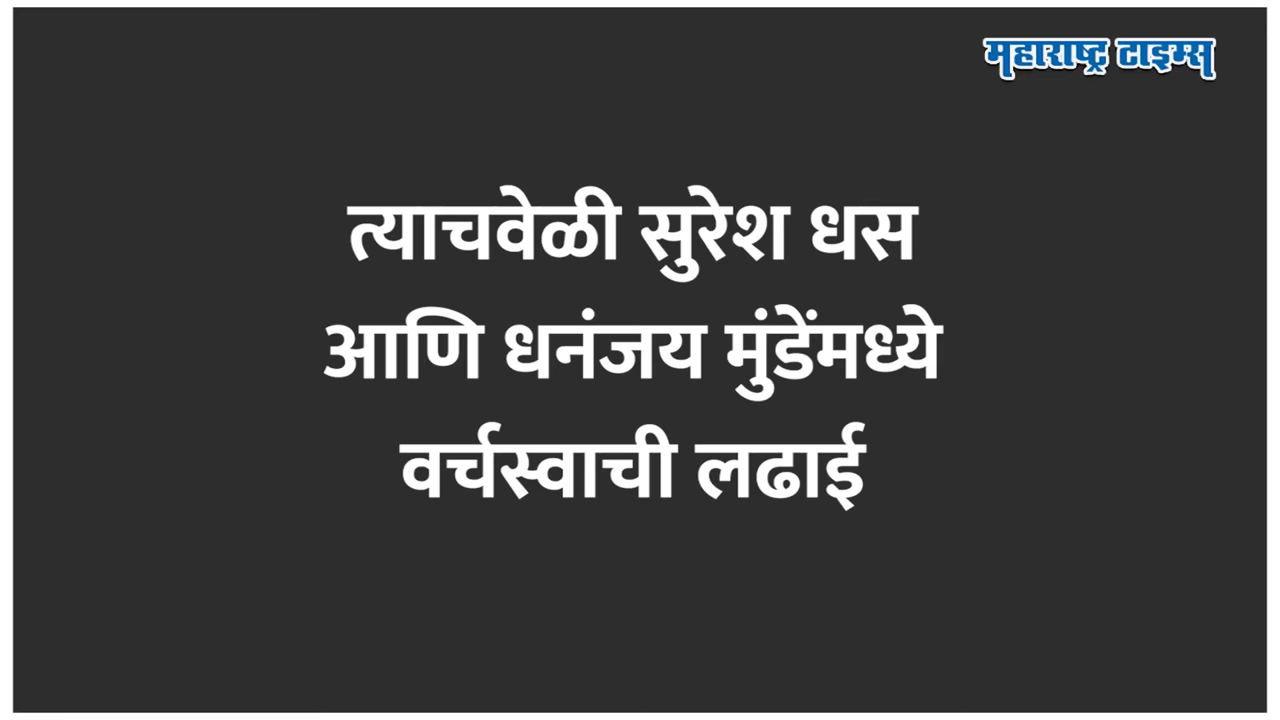 महाराष्ट्र टाइम्स
त्याचवेळी सुरेश धस
आणि धनंजय मुंडेंमध्ये
वर्चस्वाची लढाई